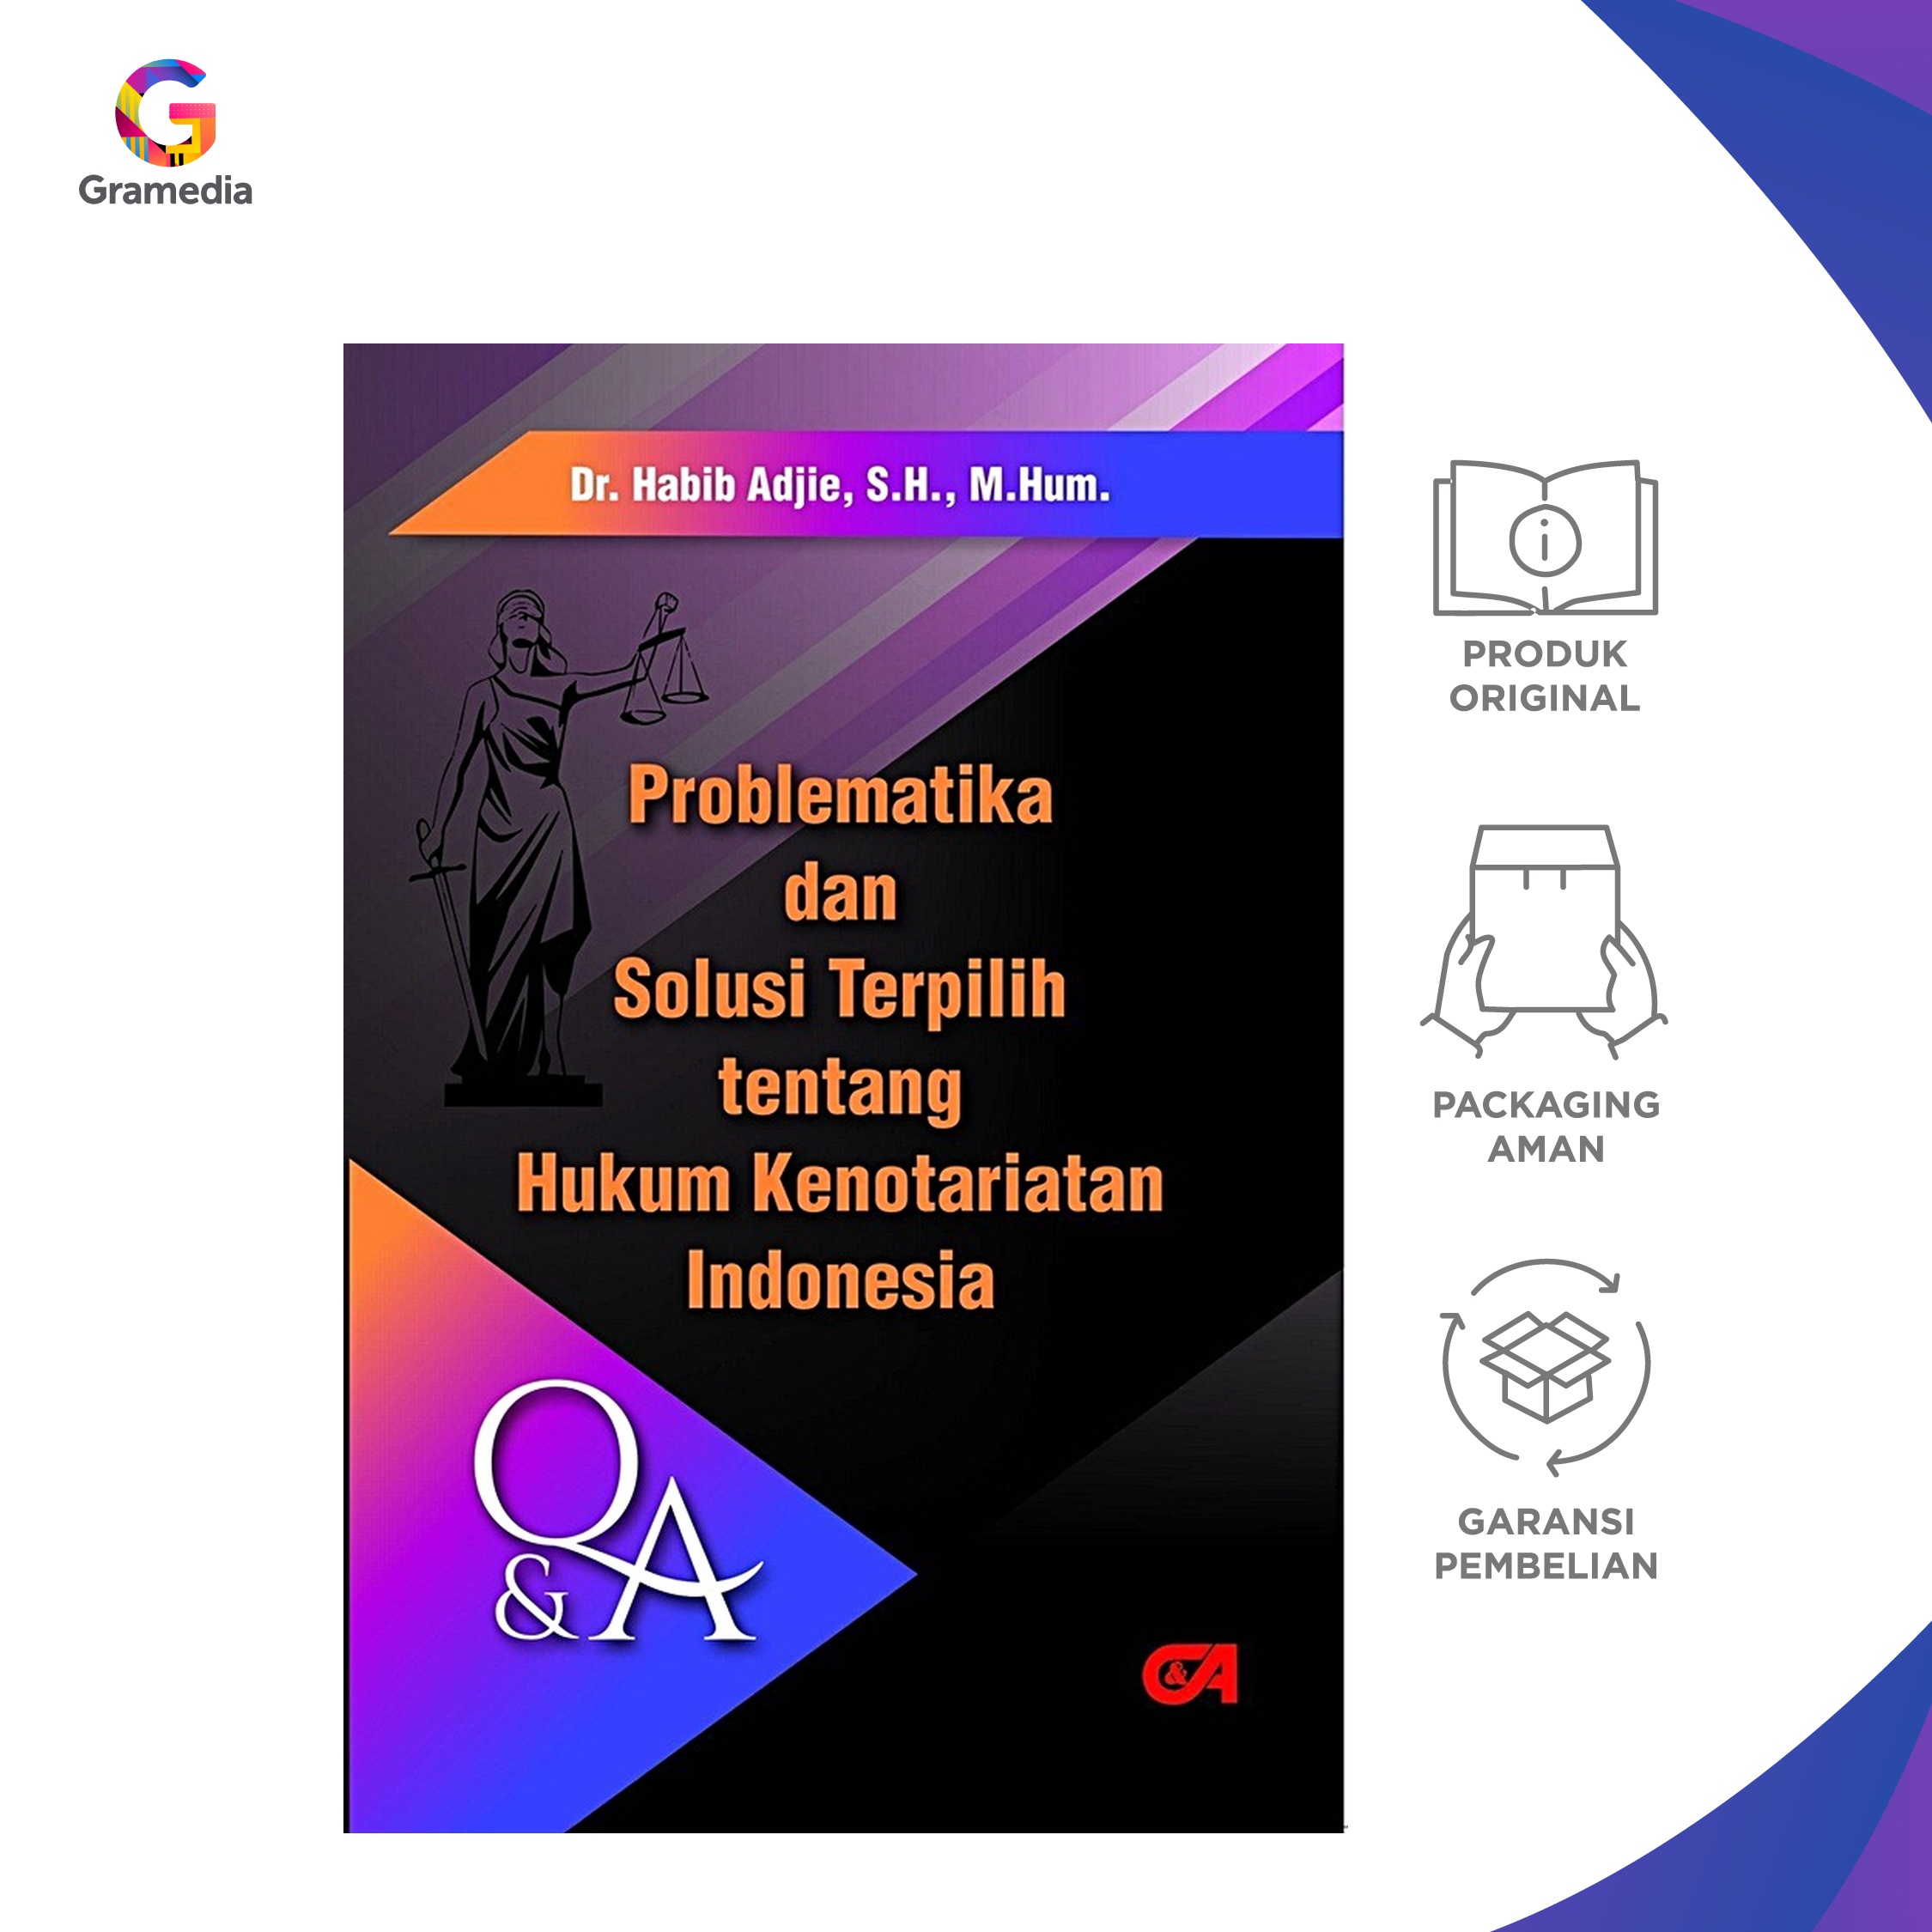 Gramedia
Dr. Habib Adjie, S.H., M.Hum.
Problematika
dan
Solusi Terpilih
tentang
Hukum Kenotariatan
Indonesia
Q
&A
C&A
PRODUK
ORIGINAL
PACKAGING
AMAN
GARANSI
PEMBELIAN